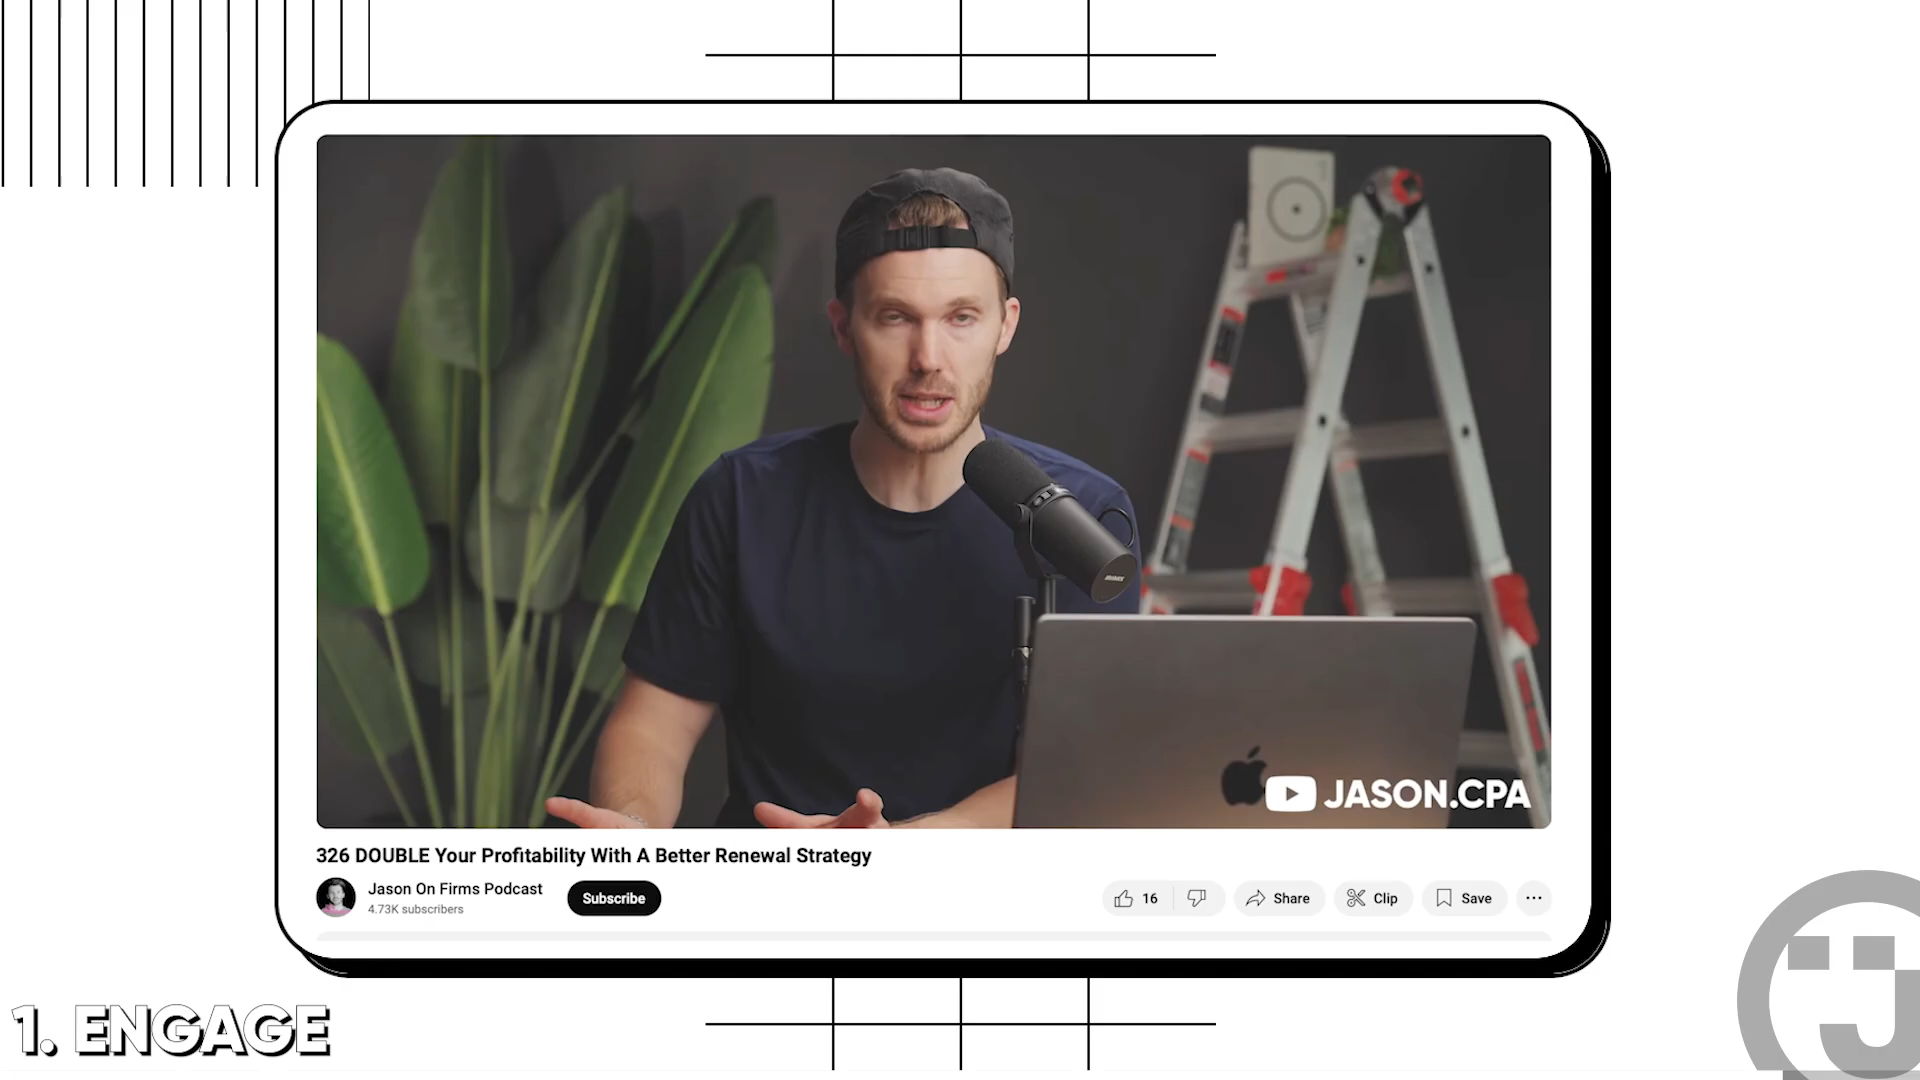 SHURE
JASON.CPA
326 DOUBLE Your Profitability With A Better Renewal Strategy
Jason On Firms Podcast
4.73K subscribers
Subscribe
16
Share
Clip
Save
1. ENGAGE